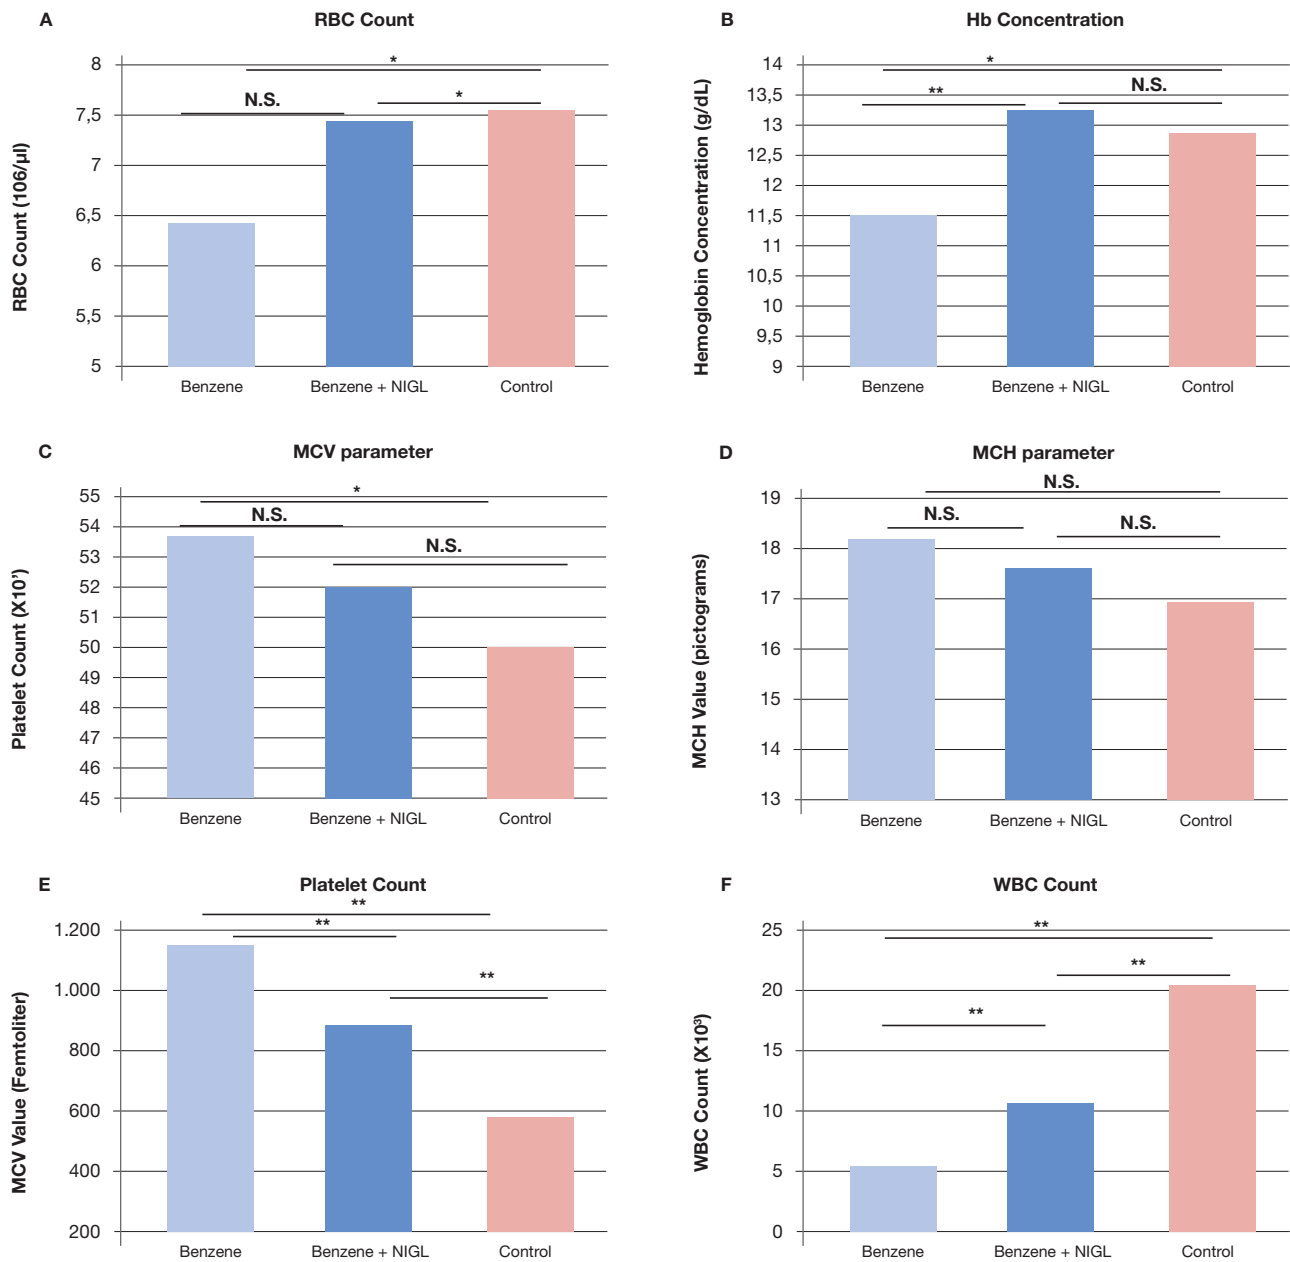 A
RBC Count
RBC Count (106/µl)
8
7,5
7
6,5
6
5,5
5
*
N.S.
*
Benzene
Benzene + NIGL
Control
B
Hb Concentration
Hemoglobin Concentration (g/dL)
14
13,5
13
12,5
12
11,5
11
10,5
10
9,5
9
*
**
N.S.
Benzene
Benzene + NIGL
Control
C
MCV parameter
Platelet Count (X10’)
55
54
53
52
51
50
49
48
47
46
45
*
N.S.
N.S.
Benzene
Benzene + NIGL
Control
D
MCH parameter
MCH Value (pictograms)
19
18
17
16
15
14
13
N.S.
N.S.
N.S.
Benzene
Benzene + NIGL
Control
E
Platelet Count
MCV Value (Femtoliter)
1.200
1.000
800
600
400
200
**
**
**
Benzene
Benzene + NIGL
Control
F
WBC Count
WBC Count (X10³)
25
20
15
10
5
0
**
**
**
Benzene
Benzene + NIGL
Control